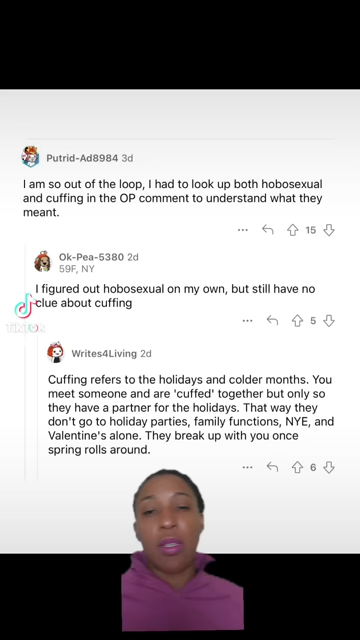 Putrid-Ad8984 3d
I am so out of the loop, I had to look up both hobosexual
and cuffing in the OP comment to understand what they
meant.
15
Ok-Pea-5380 2d
59F, NY
I figured out hobosexual on my own, but still have no
clue about cuffing
TikTok
5
Writes4Living 2d
Cuffing refers to the holidays and colder months. You
meet someone and are 'cuffed' together but only so
they have a partner for the holidays. That way they
don't go to holiday parties, family functions, NYE, and
Valentine's alone. They break up with you once
spring rolls around.
6